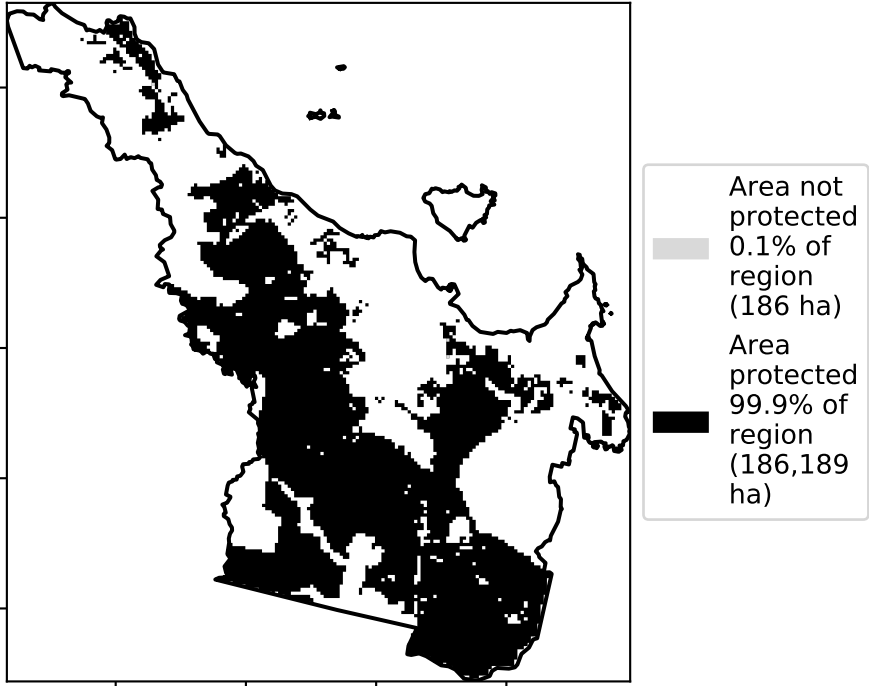 Area not
protected
0.1% of
region
(186 ha)
Area
protected
99.9% of
region
(186,189
ha)